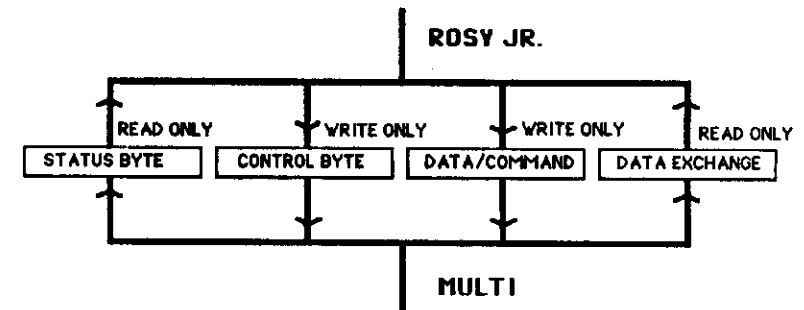 ROSY JR.
READ ONLY
WRITE ONLY
WRITE ONLY
READ ONLY
STATUS BYTE
CONTROL BYTE
DATA/COMMAND
DATA EXCHANGE
MULTI